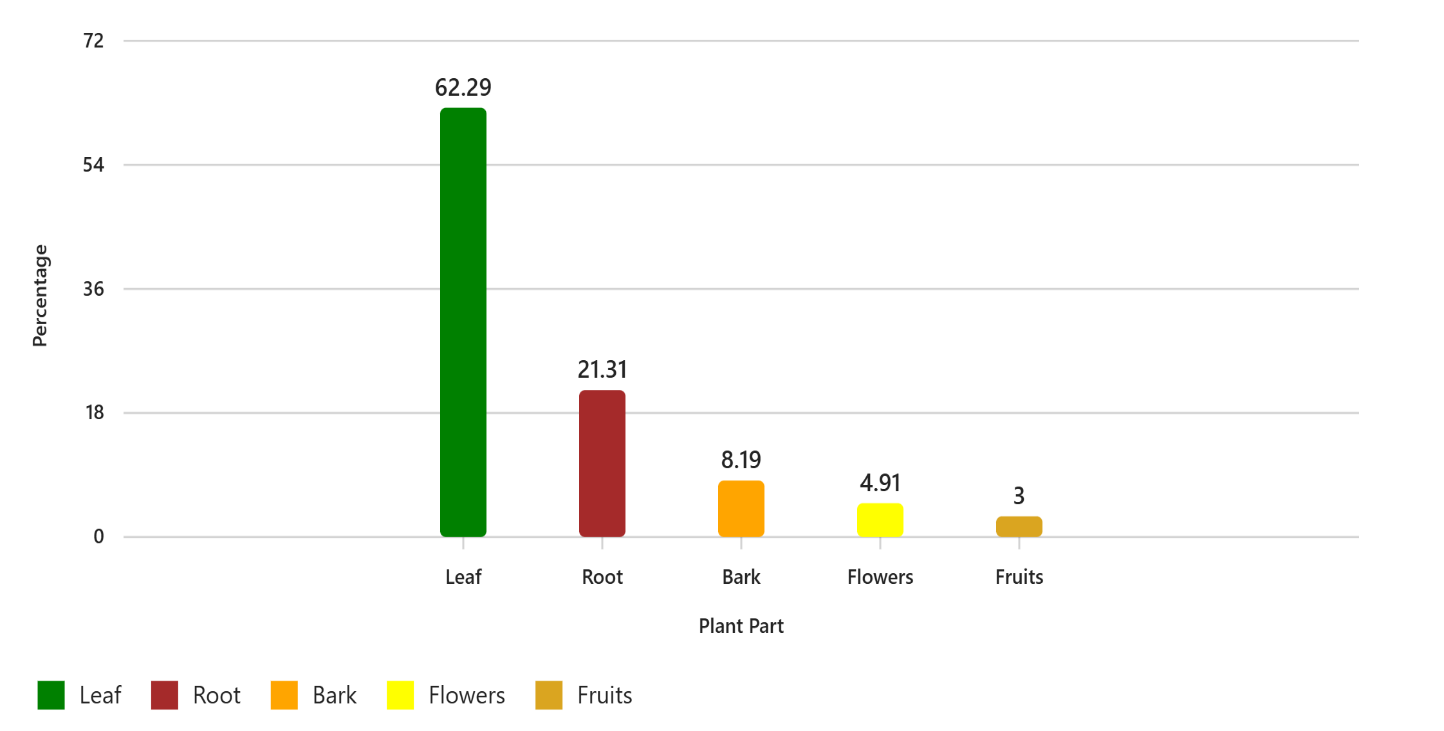 72
62.29
54
Percentage
36
21.31
18
8.19
4.91
3
0
Leaf Root Bark Flowers Fruits
Plant Part
Leaf Root Bark Flowers Fruits